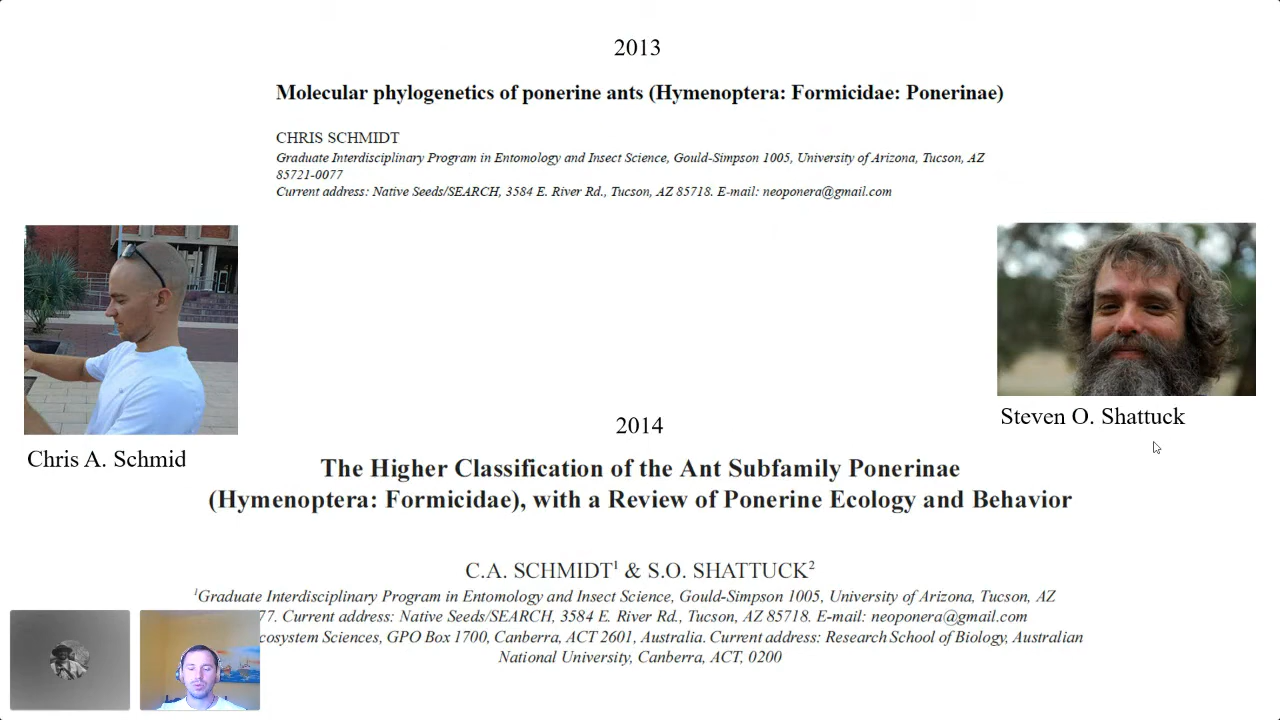 2013
Molecular phylogenetics of ponerine ants (Hymenoptera: Formicidae: Ponerinae)
CHRIS SCHMIDT
Graduate Interdisciplinary Program in Entomology and Insect Science, Gould-Simpson 1005, University of Arizona, Tucson, AZ
85721-0077
Current address: Native Seeds/SEARCH, 3584 E. River Rd., Tucson, AZ 85718. E-mail: neoponera@gmail.com
Steven O. Shattuck
Chris A. Schmid
2014
The Higher Classification of the Ant Subfamily Ponerinae
(Hymenoptera: Formicidae), with a Review of Ponerine Ecology and Behavior
C.A. SCHMIDT¹ & S.O. SHATTUCK²
¹Graduate Interdisciplinary Program in Entomology and Insect Science, Gould-Simpson 1005, University of Arizona, Tucson, AZ
77. Current address: Native Seeds/SEARCH, 3584 E. River Rd., Tucson, AZ 85718. E-mail: neoponera@gmail.com
cosystem Sciences, GPO Box 1700, Canberra, ACT 2601, Australia. Current address: Research School of Biology, Australian
National University, Canberra, ACT, 0200